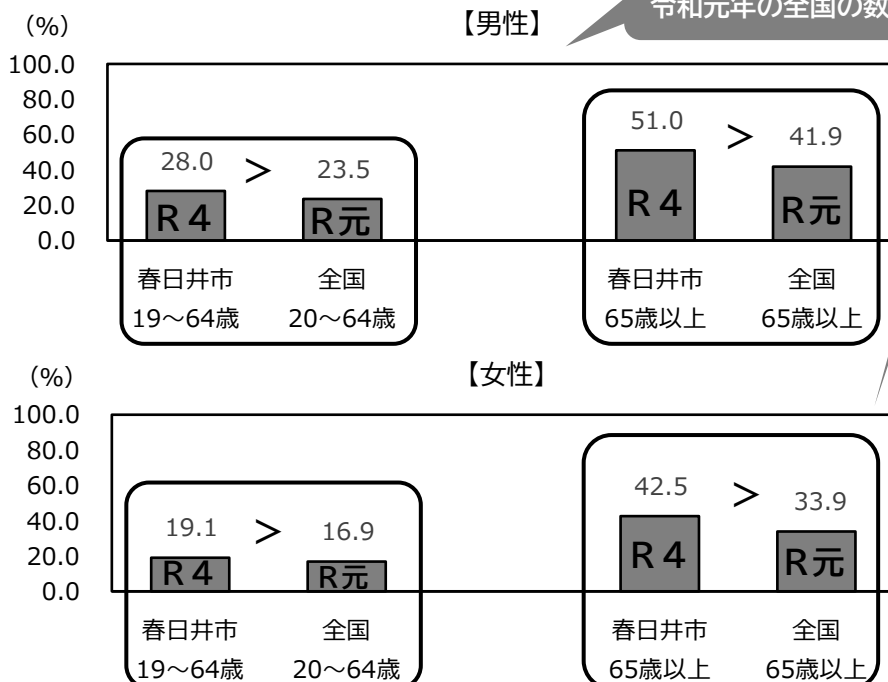 令和元年の全国の数
(%)
【男性】
100.0
80.0
60.0
40.0
20.0
0.0
28.0 > 23.5
51.0 > 41.9
R4 R元
R4 R元
春日井市 全国 春日井市 全国
19～64歳 20～64歳 65歳以上 65歳以上
(%)
【女性】
100.0
80.0
60.0
40.0
20.0
0.0
19.1 > 16.9
42.5 > 33.9
R4 R元
R4 R元
春日井市 全国 春日井市 全国
19～64歳 20～64歳 65歳以上 65歳以上